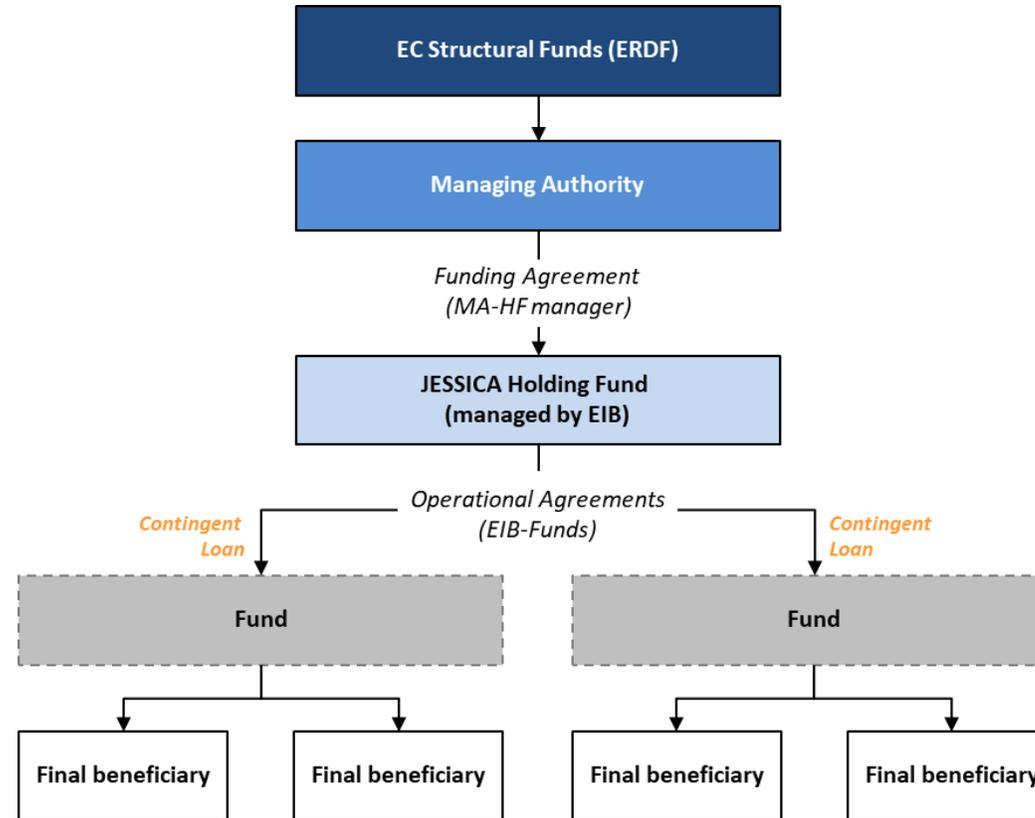 EC Structural Funds (ERDF)
Managing Authority
Funding Agreement
(MA-HF manager)
JESSICA Holding Fund
(managed by EIB)
Operational Agreements
(EIB-Funds)
Contingent
Loan
Contingent
Loan
Fund
Fund
Final beneficiary
Final beneficiary
Final beneficiary
Final beneficiary